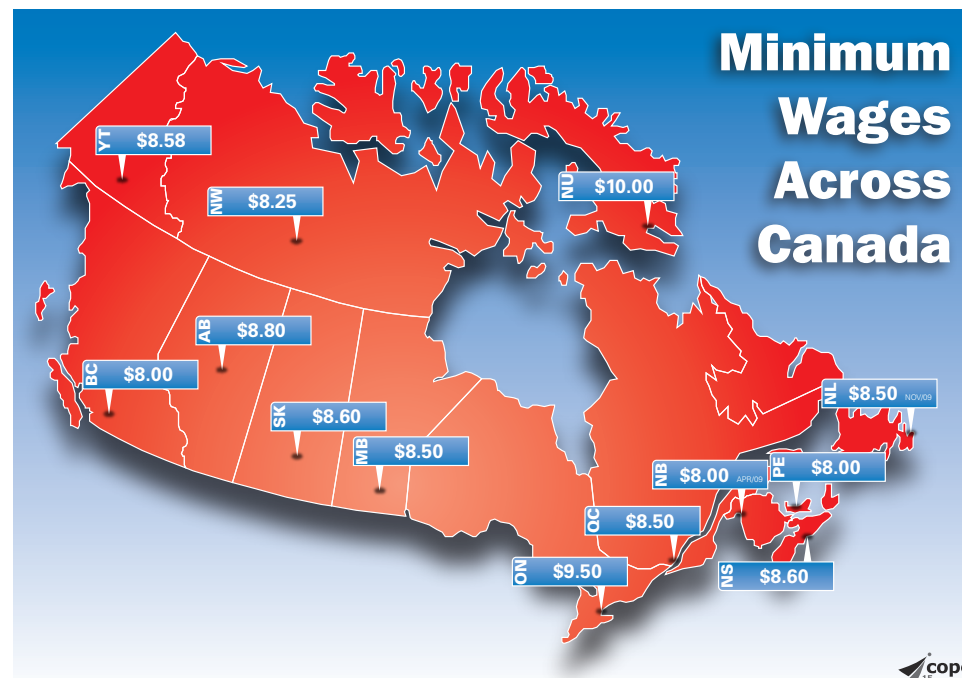 Minimum
Wages
Across
Canada
YT $8.58
NW $8.25
NU $10.00
AB $8.80
BC $8.00
SK $8.60
MB $8.50
NL $8.50 NOV/09
NB $8.00 APR/09
PE $8.00
QC $8.50
ON $9.50
NS $8.60